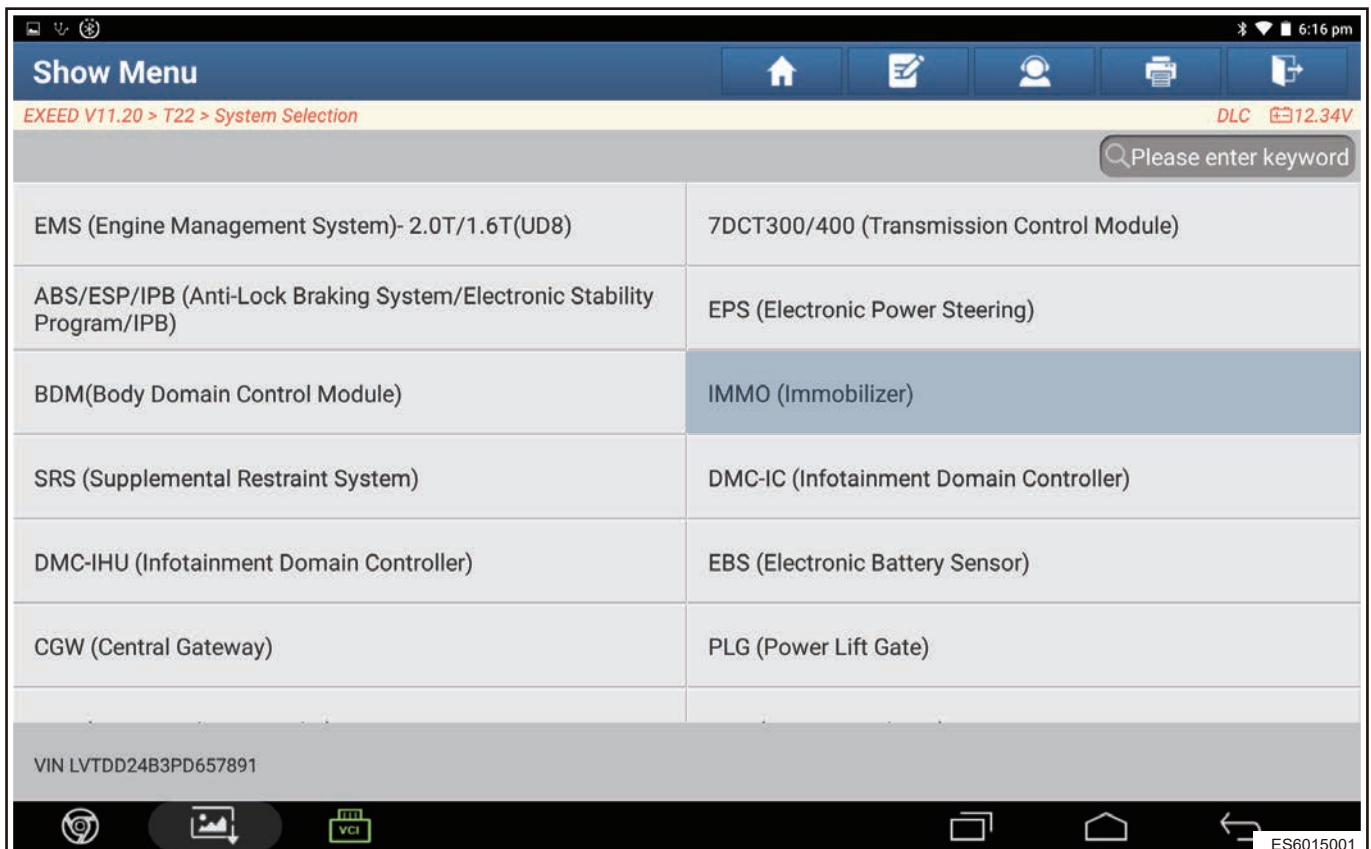 6:16 pm
Show Menu
EXEED V11.20 > T22 > System Selection
DLC 12.34V
Please enter keyword
EMS (Engine Management System)- 2.0T/1.6T(UD8)
7DCT300/400 (Transmission Control Module)
ABS/ESP/IPB (Anti-Lock Braking System/Electronic Stability
Program/IPB)
EPS (Electronic Power Steering)
BDM(Body Domain Control Module)
IMMO (Immobilizer)
SRS (Supplemental Restraint System)
DMC-IC (Infotainment Domain Controller)
DMC-IHU (Infotainment Domain Controller)
EBS (Electronic Battery Sensor)
CGW (Central Gateway)
PLG (Power Lift Gate)
VIN LVTDD24B3PD657891
VCI
ES6015001